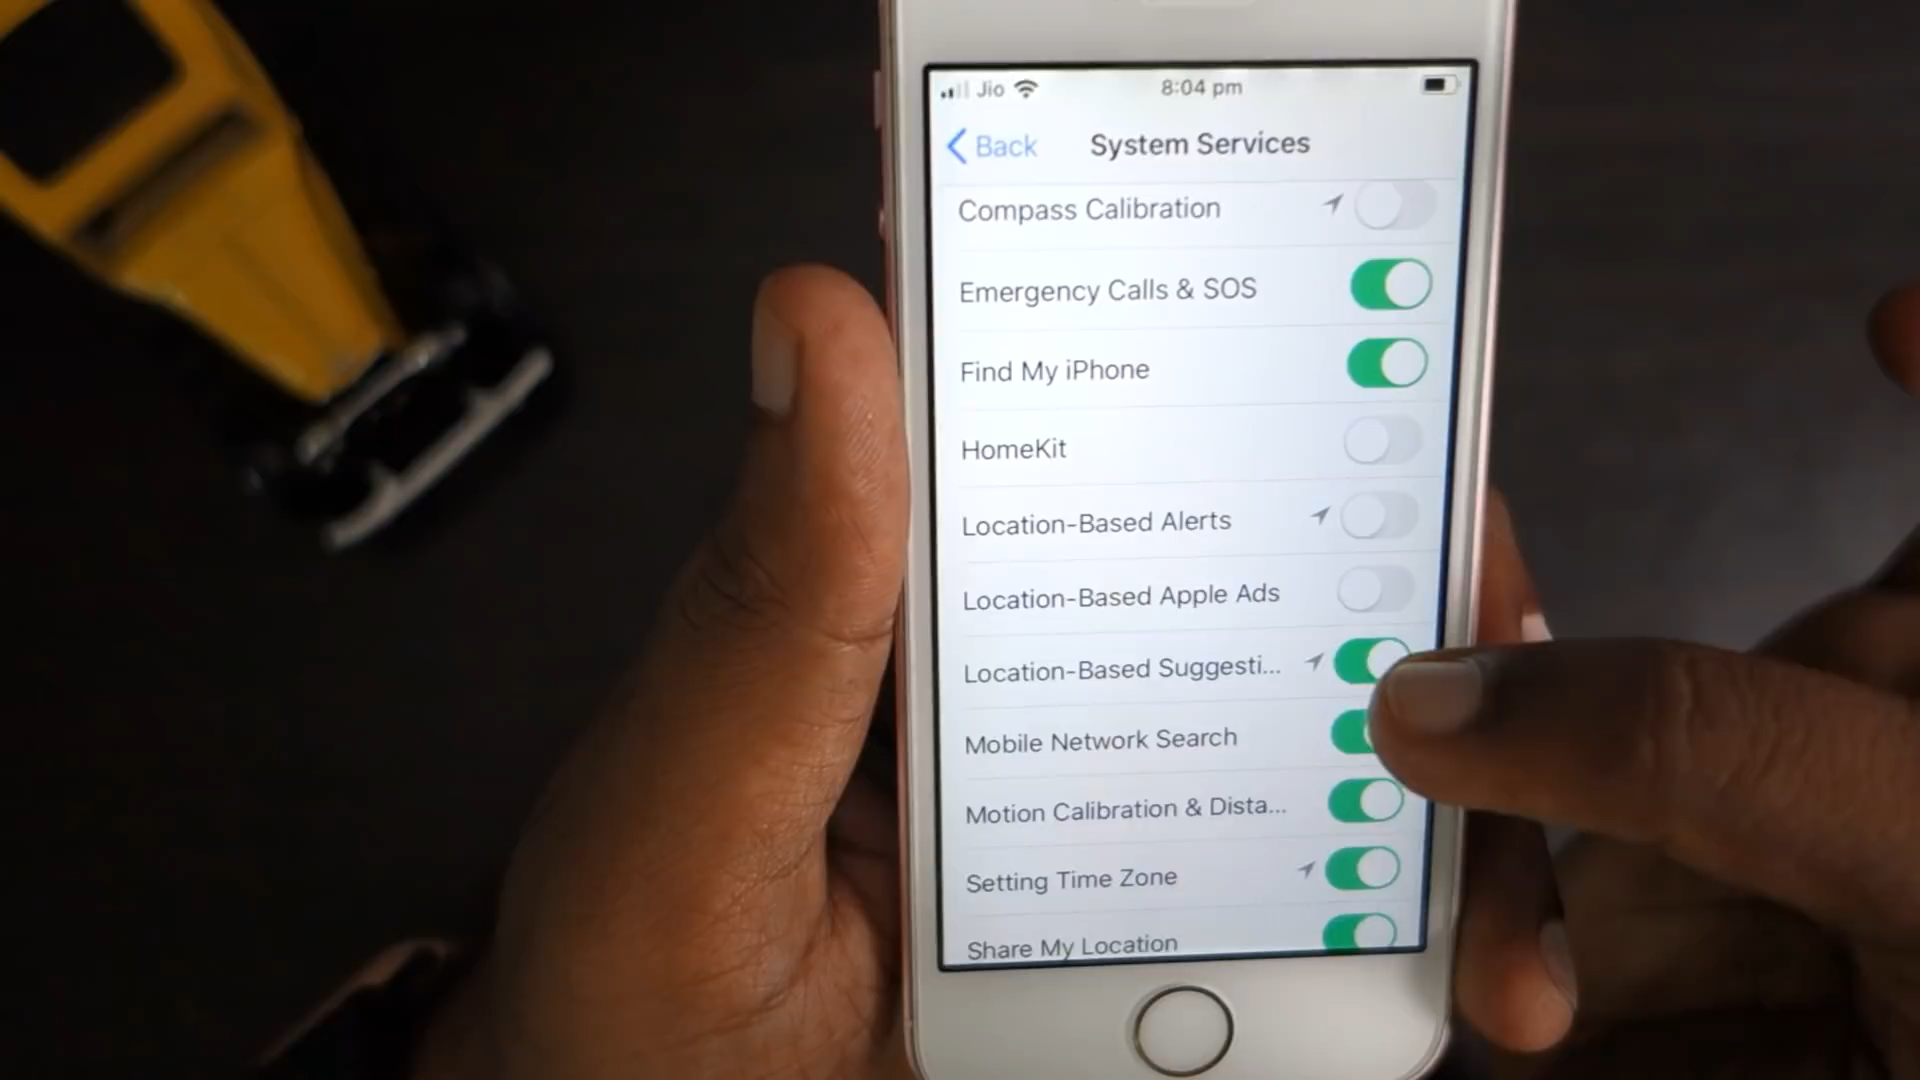 Jio
8:04 pm
Back
System Services
Compass Calibration
Emergency Calls & SOS
Find My iPhone
HomeKit
Location-Based Alerts
Location-Based Apple Ads
Location-Based Suggesti...
Mobile Network Search
Motion Calibration & Dista...
Setting Time Zone
Share My Location